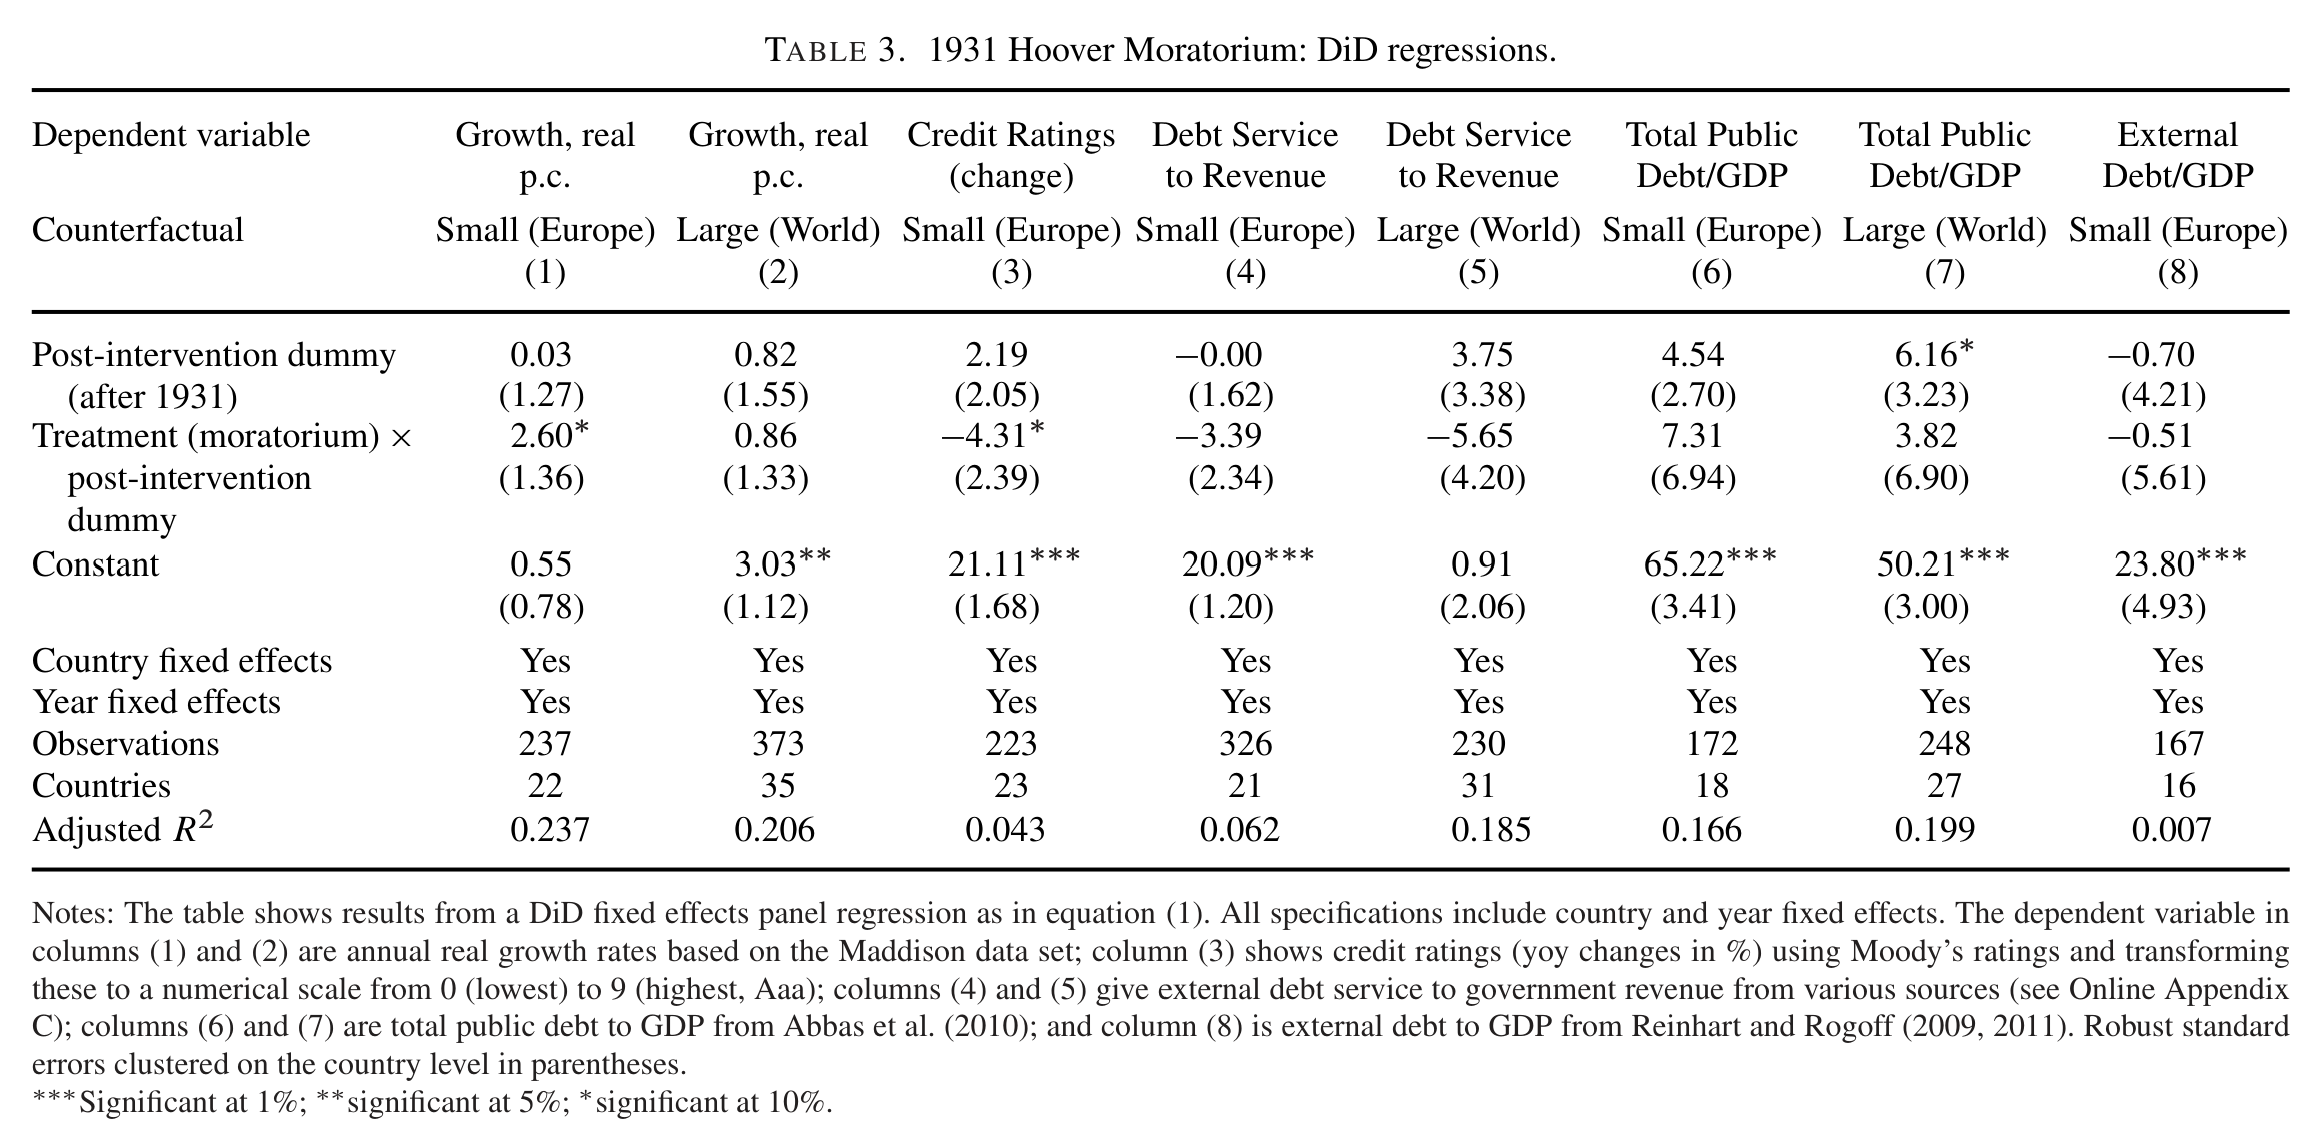 TABLE 3. 1931 Hoover Moratorium: DiD regressions.
Dependent variable Growth, real Growth, real Credit Ratings Debt Service Debt Service Total Public Total Public External
p.c. p.c. (change) to Revenue to Revenue Debt/GDP Debt/GDP Debt/GDP
Counterfactual Small (Europe) Large (World) Small (Europe) Small (Europe) Large (World) Small (Europe) Large (World) Small (Europe)
(1) (2) (3) (4) (5) (6) (7) (8)
Post-intervention dummy 0.03 0.82 2.19 −0.00 3.75 4.54 6.16* −0.70
(after 1931) (1.27) (1.55) (2.05) (1.62) (3.38) (2.70) (3.23) (4.21)
Treatment (moratorium) × 2.60* 0.86 −4.31* −3.39 −5.65 7.31 3.82 −0.51
post-intervention (1.36) (1.33) (2.39) (2.34) (4.20) (6.94) (6.90) (5.61)
dummy
Constant 0.55 3.03** 21.11*** 20.09*** 0.91 65.22*** 50.21*** 23.80***
(0.78) (1.12) (1.68) (1.20) (2.06) (3.41) (3.00) (4.93)
Country fixed effects Yes Yes Yes Yes Yes Yes Yes Yes
Year fixed effects Yes Yes Yes Yes Yes Yes Yes Yes
Observations 237 373 223 326 230 172 248 167
Countries 22 35 23 21 31 18 27 16
Adjusted R² 0.237 0.206 0.043 0.062 0.185 0.166 0.199 0.007
Notes: The table shows results from a DiD fixed effects panel regression as in equation (1). All specifications include country and year fixed effects. The dependent variable in
columns (1) and (2) are annual real growth rates based on the Maddison data set; column (3) shows credit ratings (yoy changes in %) using Moody’s ratings and transforming
these to a numerical scale from 0 (lowest) to 9 (highest, Aaa); columns (4) and (5) give external debt service to government revenue from various sources (see Online Appendix
C); columns (6) and (7) are total public debt to GDP from Abbas et al. (2010); and column (8) is external debt to GDP from Reinhart and Rogoff (2009, 2011). Robust standard
errors clustered on the country level in parentheses.
***Significant at 1%; **significant at 5%; *significant at 10%.